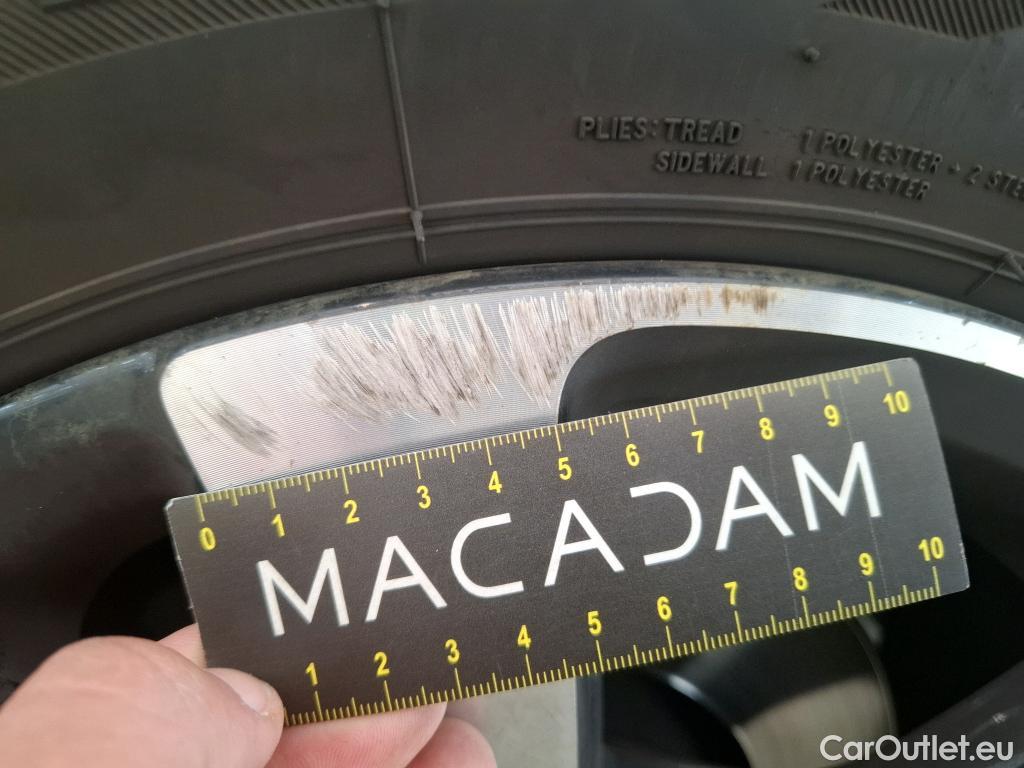 PLIES: TREAD 1 POLYESTER + 2 STE
SIDEWALL 1 POLYESTER
0 1 2 3 4 5 6 7 8 9 10
MACADAM
1 2 3 4 5 6 7 8 9 10
CarOutlet.eu